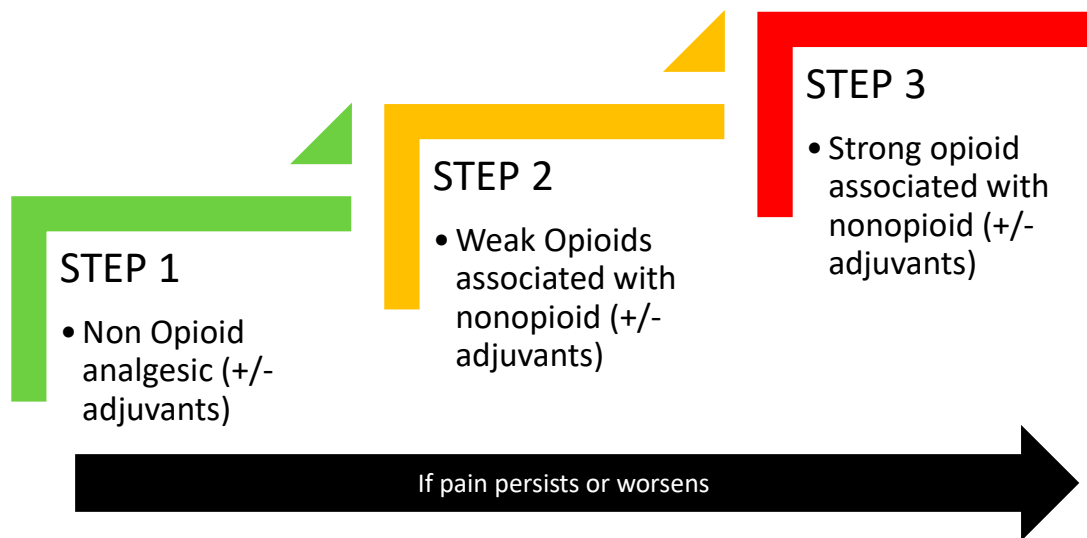 STEP 1
• Non Opioid
analgesic (+/-
adjuvants)
STEP 2
• Weak Opioids
associated with
nonopioid (+/-
adjuvants)
STEP 3
• Strong opioid
associated with
nonopioid (+/-
adjuvants)
If pain persists or worsens